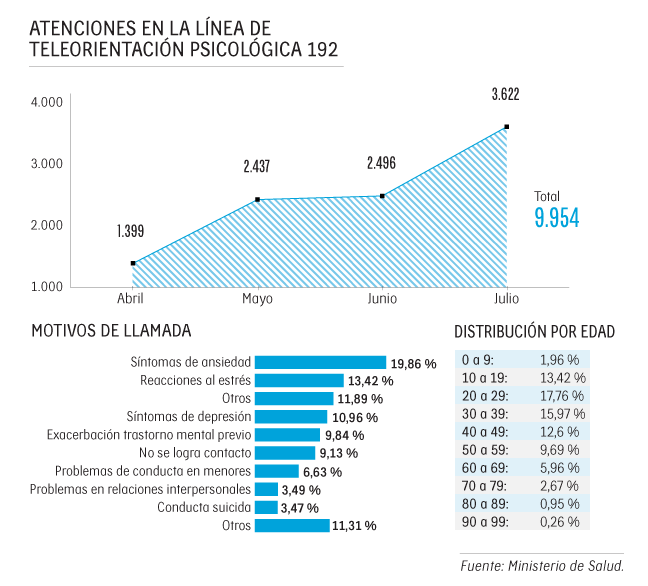 ATENCIONES EN LA LÍNEA DE
TELEORIENTACIÓN PSICOLÓGICA 192
4.000
3.000
2.000
1.000
1.399
2.437
2.496
3.622
Abril
Mayo
Junio
Julio
Total
9.954
MOTIVOS DE LLAMADA
Síntomas de ansiedad 19,86 %
Reacciones al estrés 13,42 %
Otros 11,89 %
Síntomas de depresión 10,96 %
Exacerbación trastorno mental previo 9,84 %
No se logra contacto 9,13 %
Problemas de conducta en menores 6,63 %
Problemas en relaciones interpersonales 3,49 %
Conducta suicida 3,47 %
Otros 11,31 %
DISTRIBUCIÓN POR EDAD
0 a 9: 1,96 %
10 a 19: 13,42 %
20 a 29: 17,76 %
30 a 39: 15,97 %
40 a 49: 12,6 %
50 a 59: 9,69 %
60 a 69: 5,96 %
70 a 79: 2,67 %
80 a 89: 0,95 %
90 a 99: 0,26 %
Fuente: Ministerio de Salud.